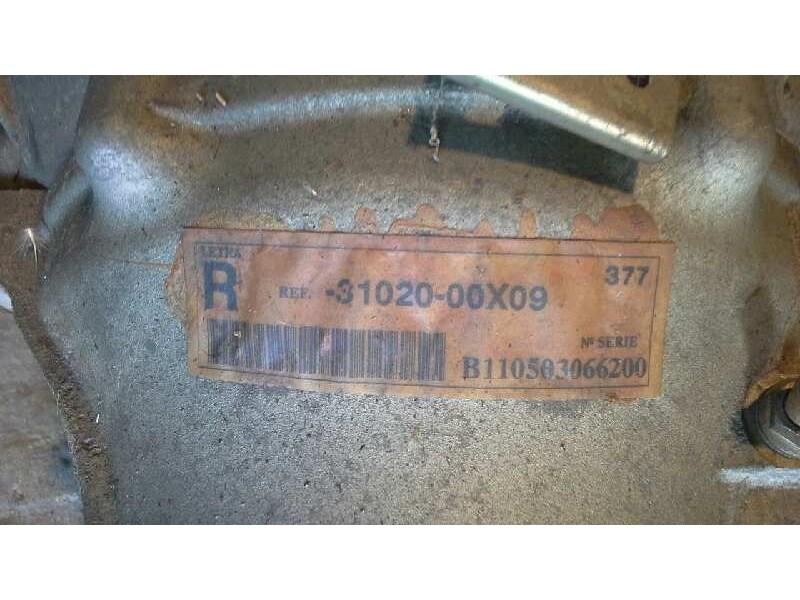 LETRA
R REF. -31020-00X09 377
Nº SERIE
B110503066200